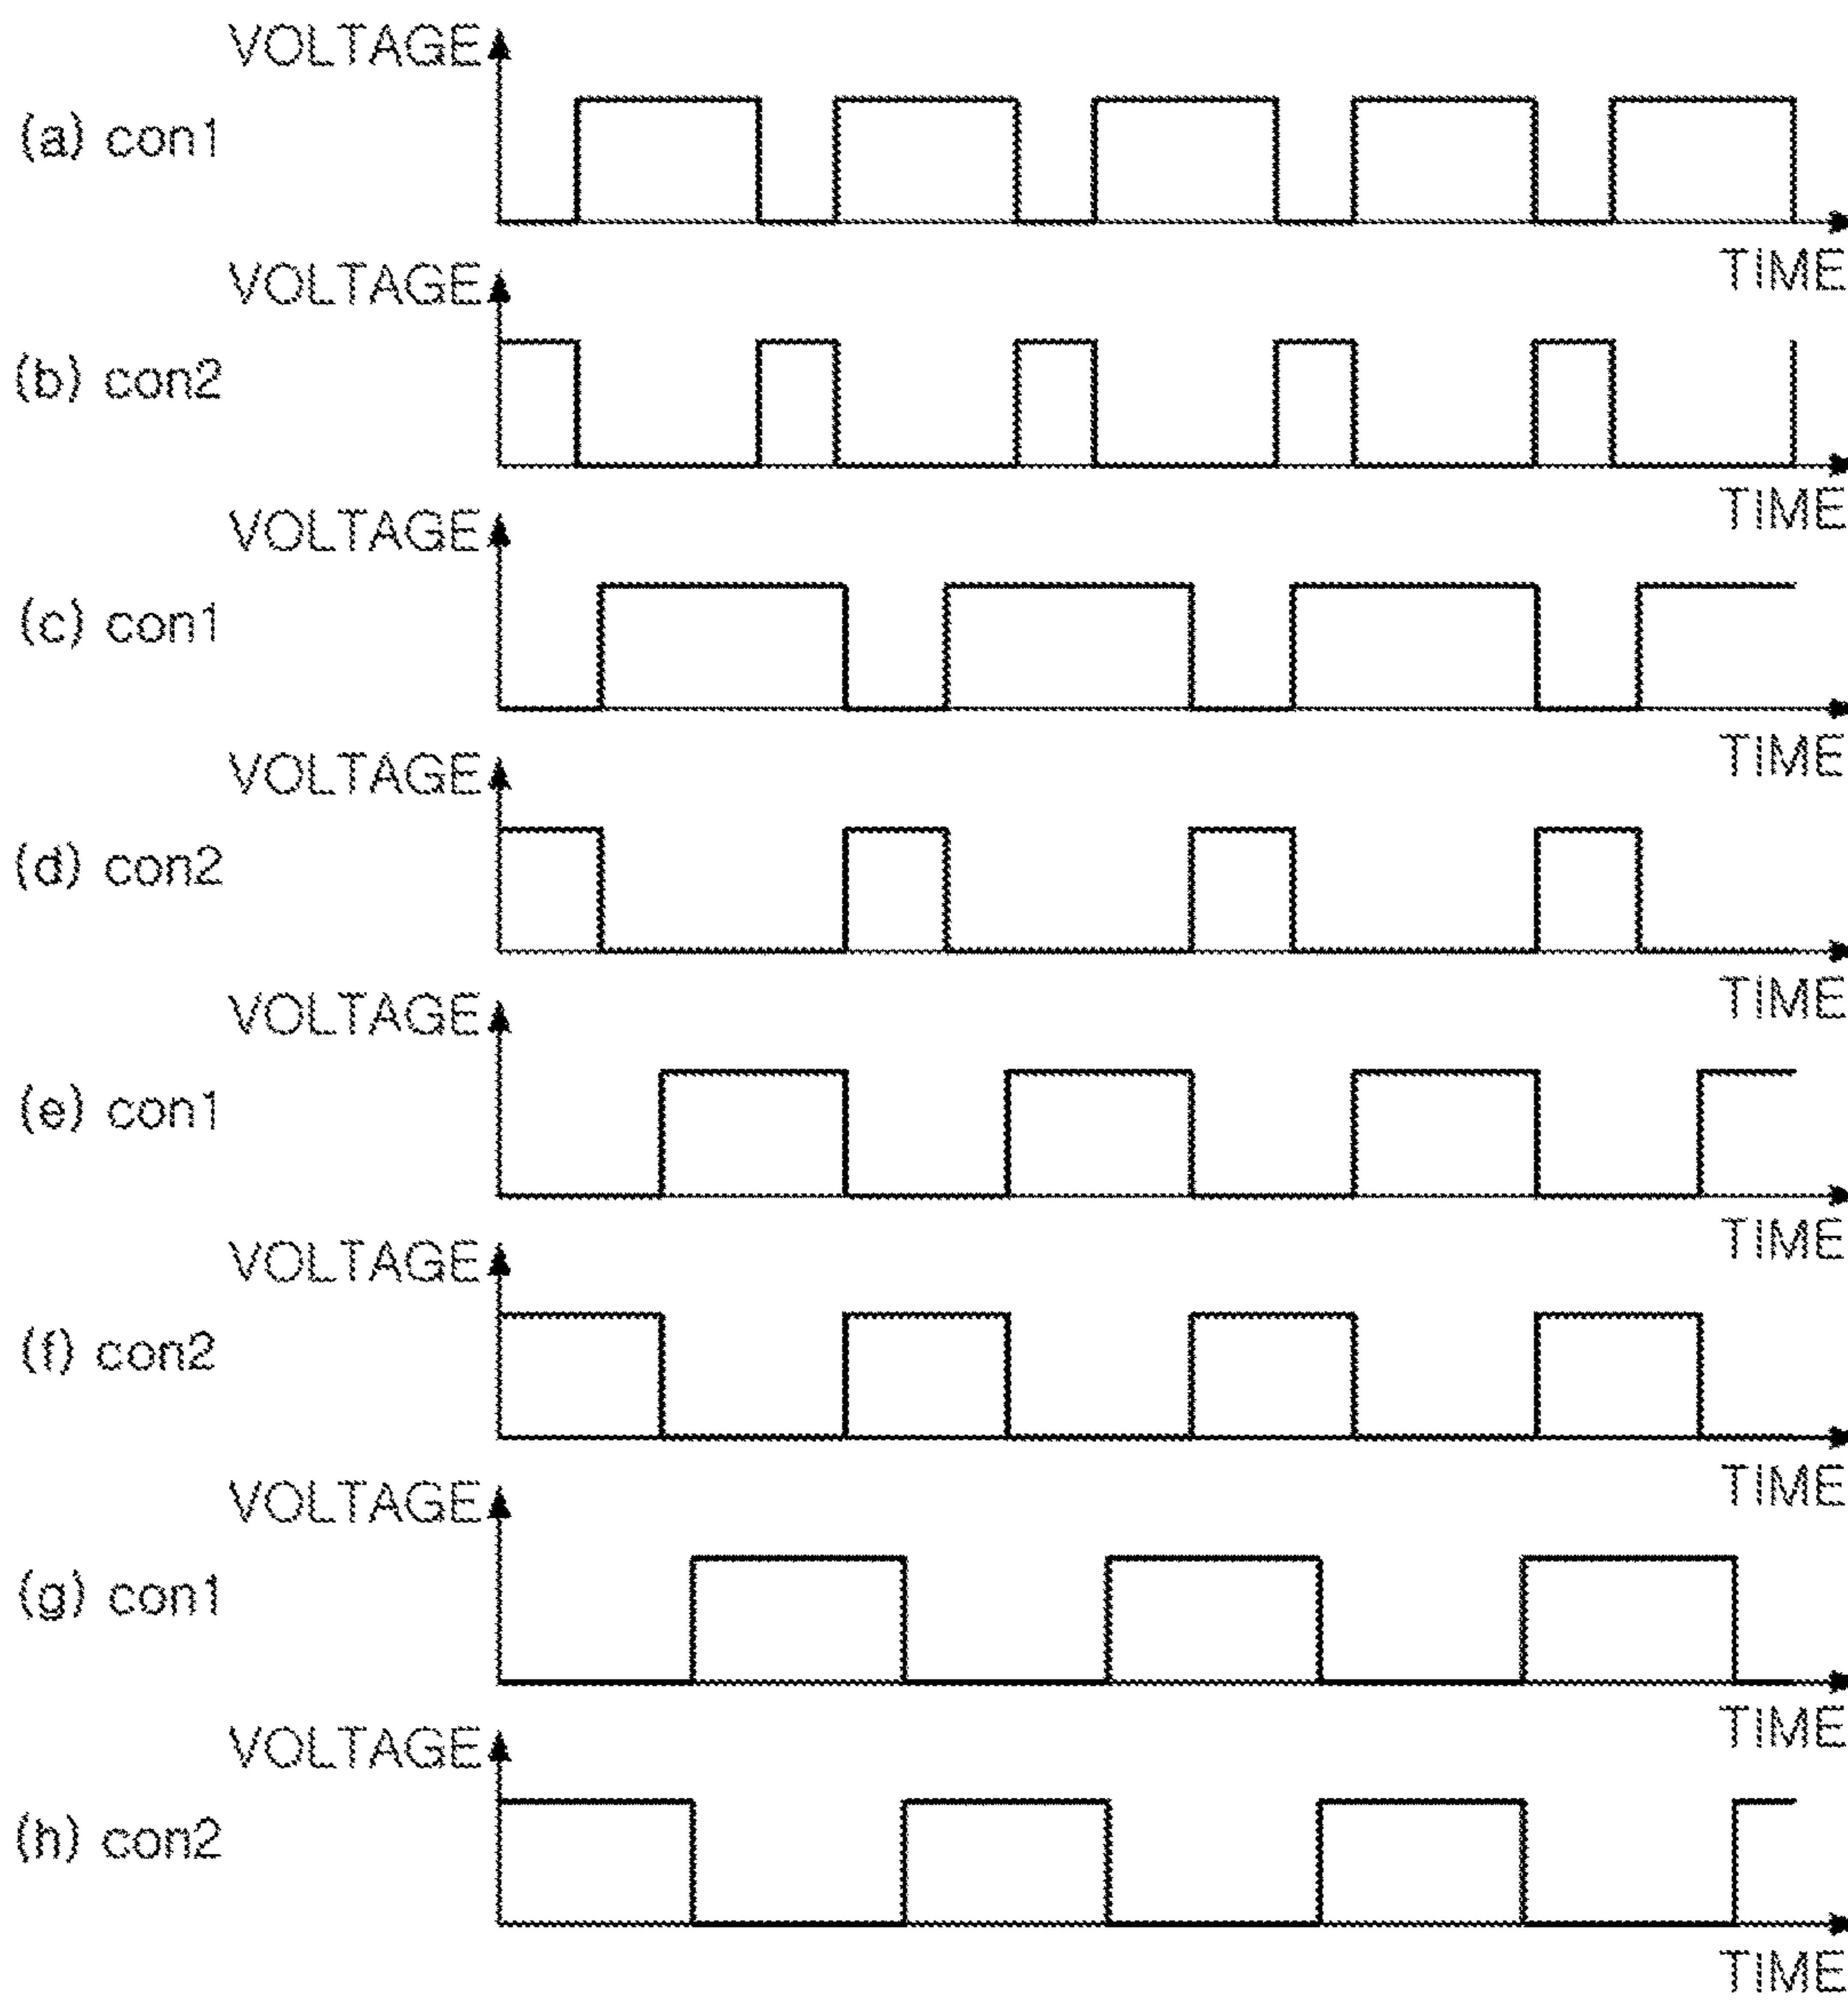 VOLTAGE
(a) con1
TIME
VOLTAGE
(b) con2
TIME
VOLTAGE
(c) con1
TIME
VOLTAGE
(d) con2
TIME
VOLTAGE
(e) con1
TIME
VOLTAGE
(f) con2
TIME
VOLTAGE
(g) con1
TIME
VOLTAGE
(h) con2
TIME